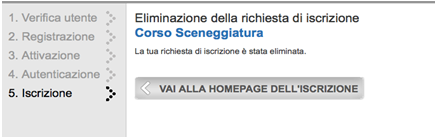 1. Verifica utente
2. Registrazione
3. Attivazione
4. Autenticazione
5. Iscrizione
Eliminazione della richiesta di iscrizione
Corso Sceneggiatura
La tua richiesta di iscrizione è stata eliminata.
VAI ALLA HOMEPAGE DELL'ISCRIZIONE